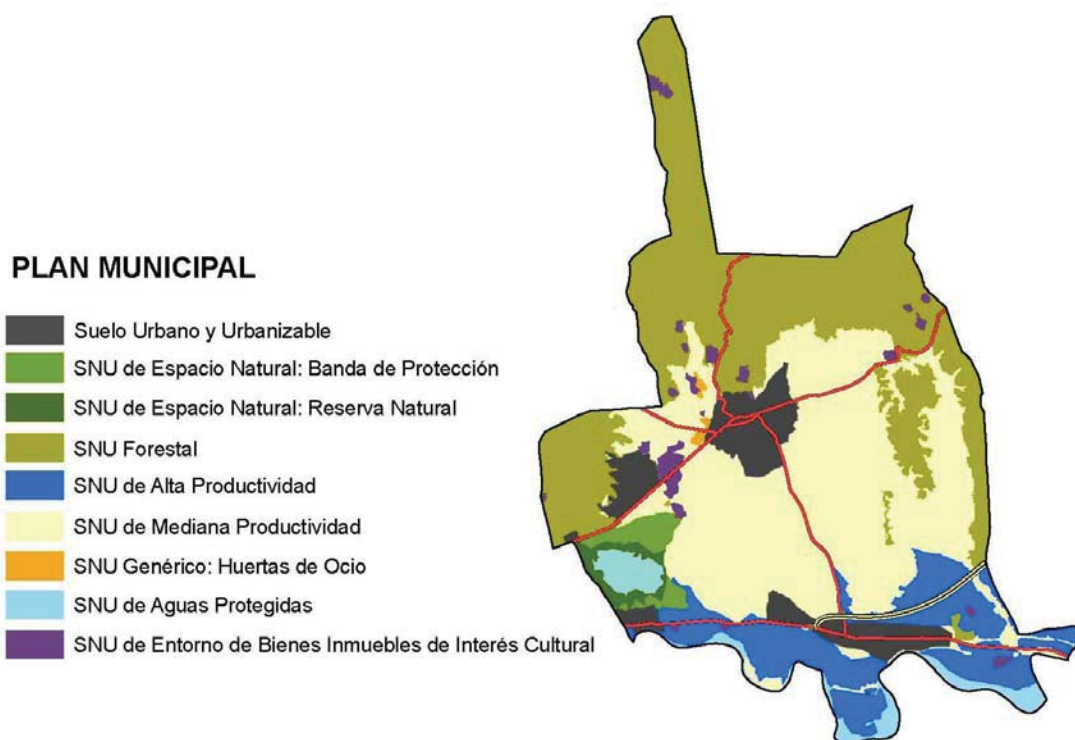 PLAN MUNICIPAL
Suelo Urbano y Urbanizable
SNU de Espacio Natural: Banda de Protección
SNU de Espacio Natural: Reserva Natural
SNU Forestal
SNU de Alta Productividad
SNU de Mediana Productividad
SNU Genérico: Huertas de Ocio
SNU de Aguas Protegidas
SNU de Entorno de Bienes Inmuebles de Interés Cultural